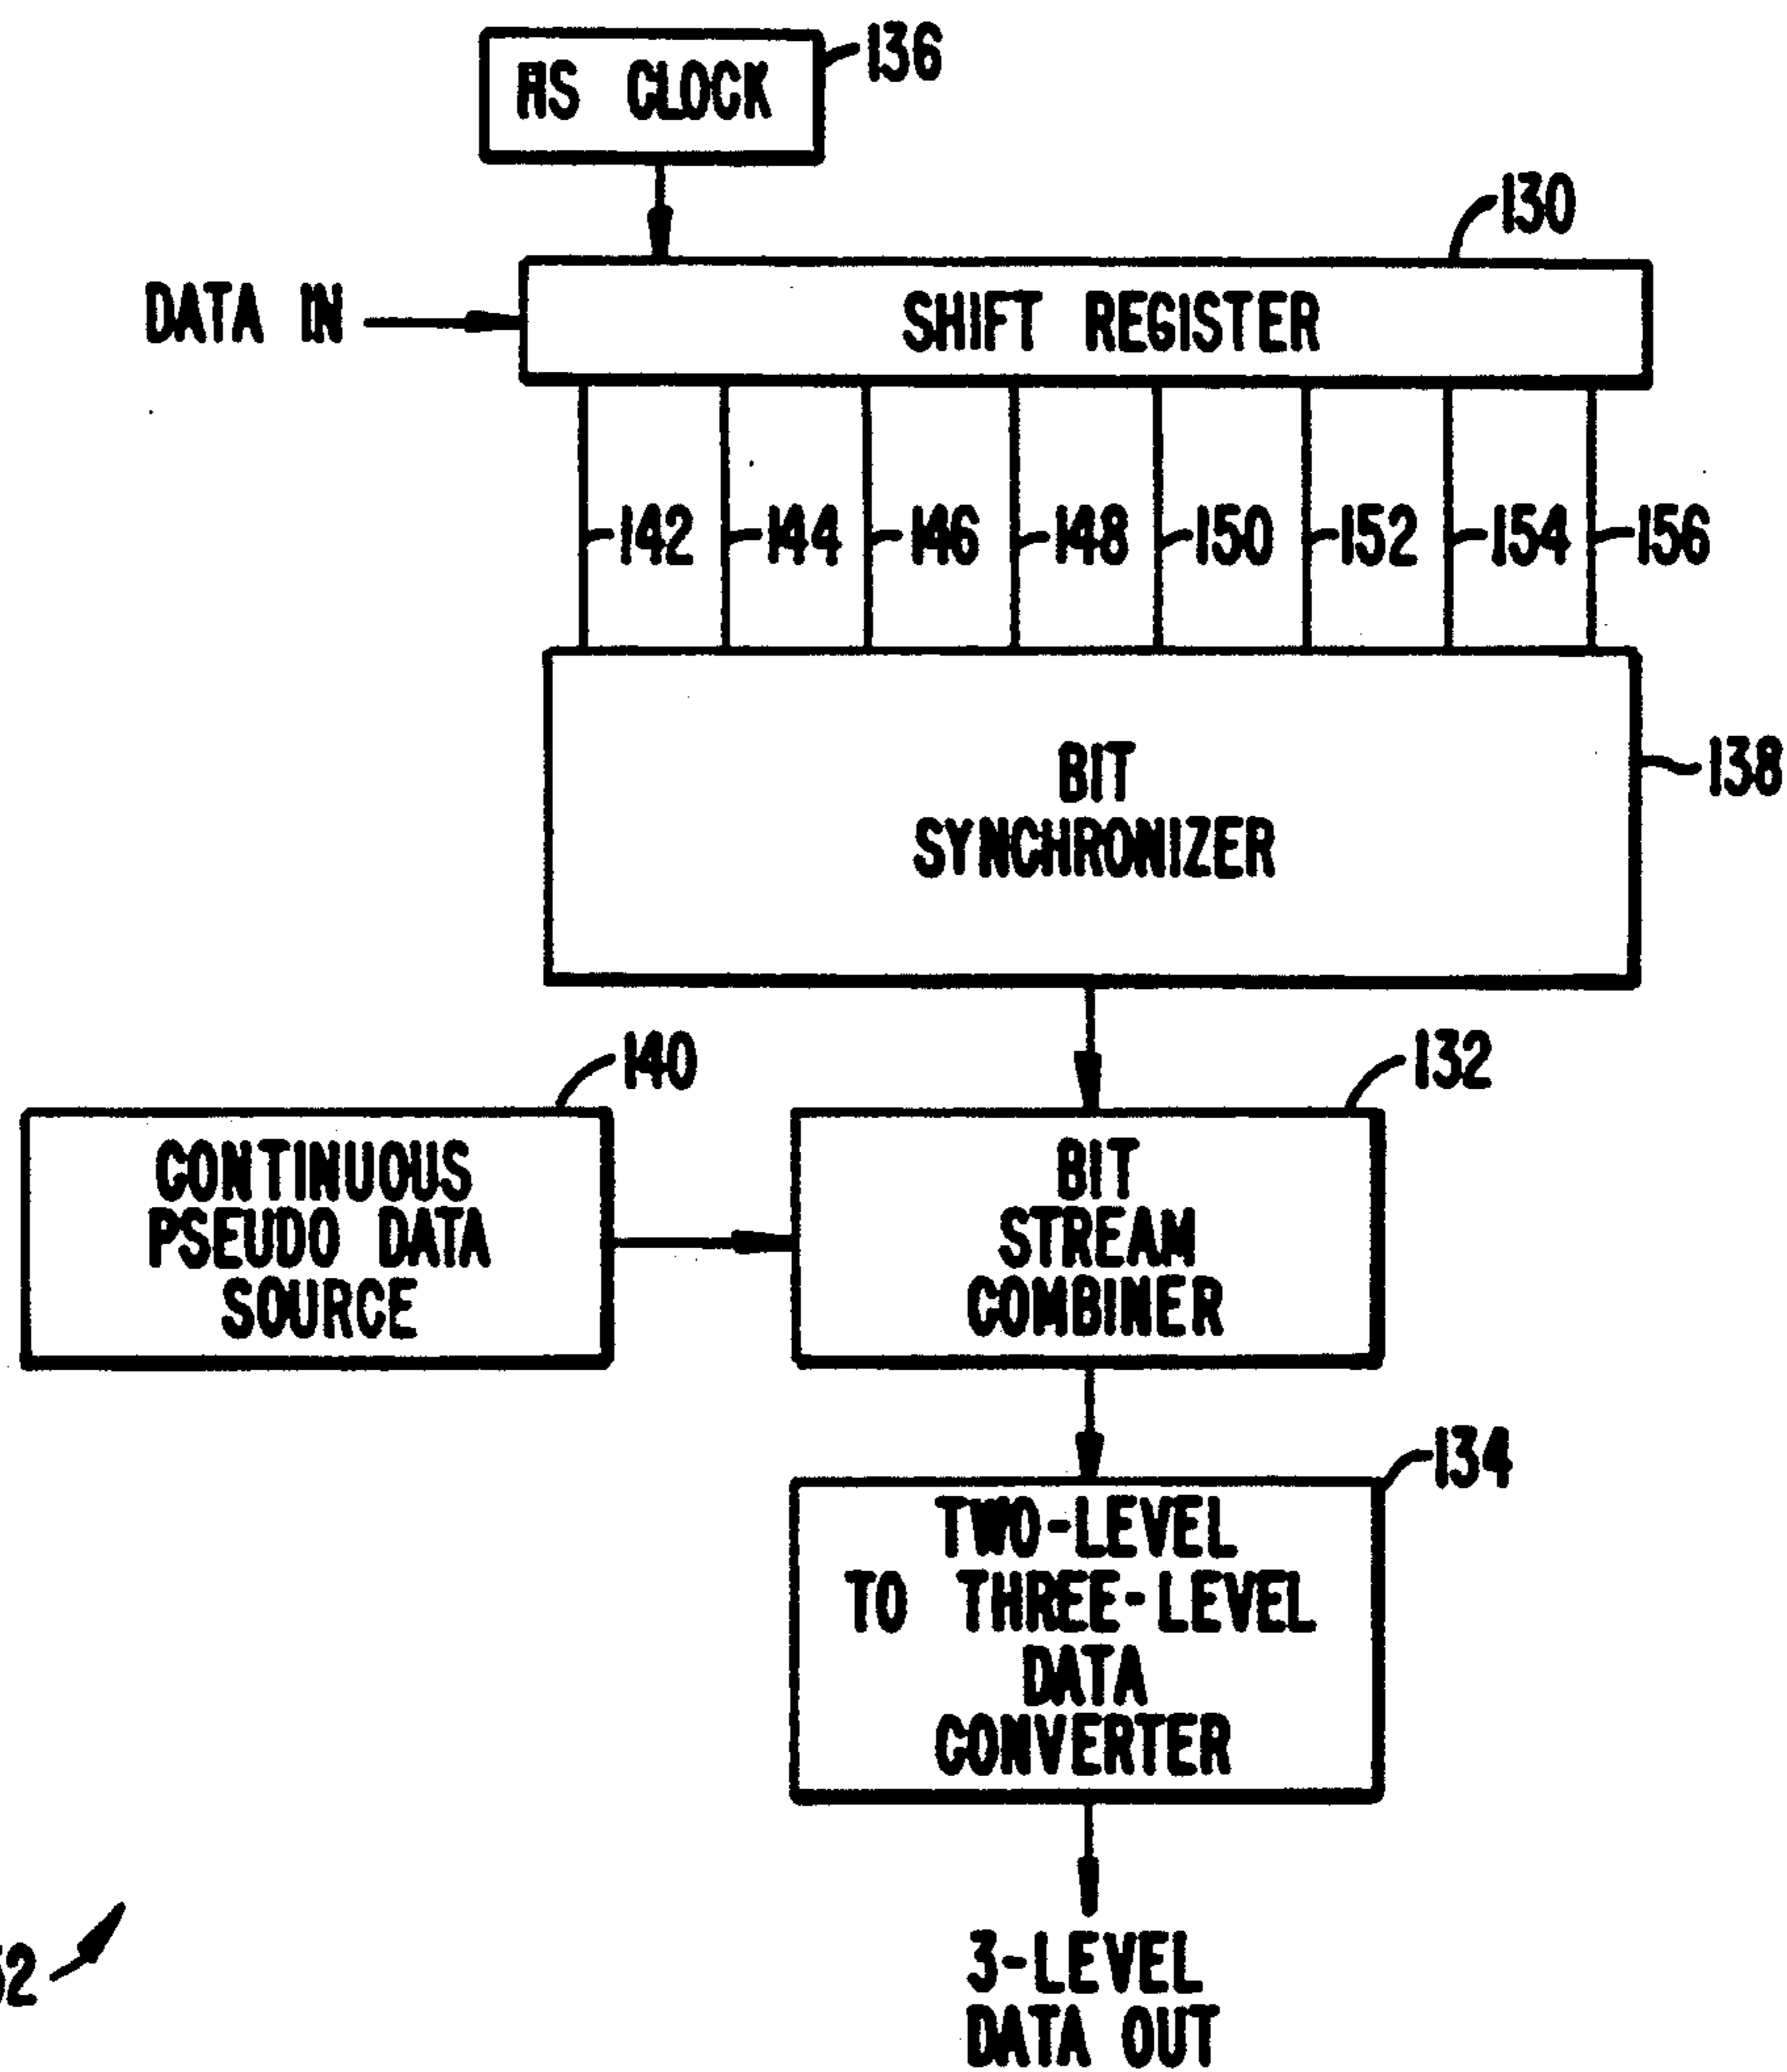 RS CLOCK
136
130
DATA IN
SHIFT REGISTER
142 144 146 148 150 152 154 156
BIT
SYNCHRONIZER
138
140
132
CONTINUOUS
PSEUDO DATA
SOURCE
BIT
STREAM
COMBINER
134
TWO-LEVEL
TO THREE-LEVEL
DATA
CONVERTER
3-LEVEL
DATA OUT